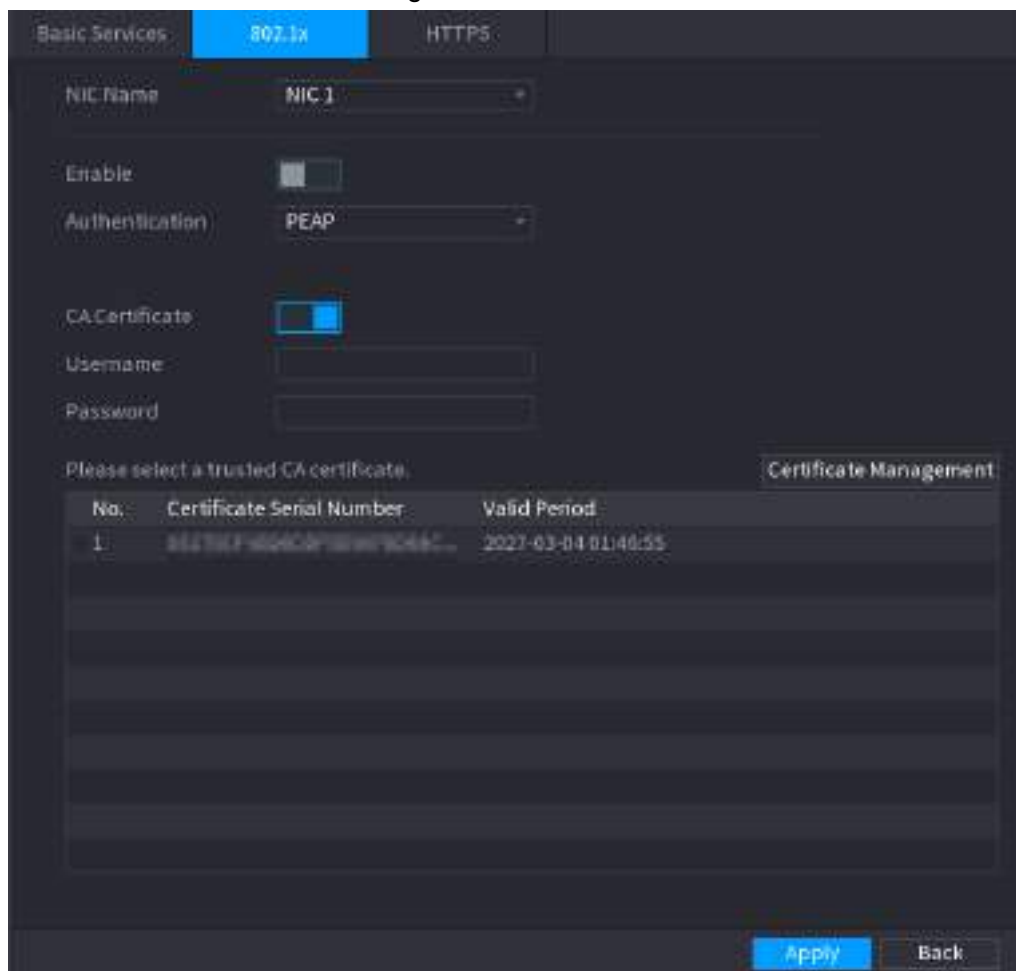 Basic Services 802.1x HTTPS
NIC Name NIC 1
Enable
Authentication PEAP
CA Certificate
Username
Password
Please select a trusted CA certificate. Certificate Management
No. Certificate Serial Number Valid Period
1 2027-03-04 01:46:55
Apply Back